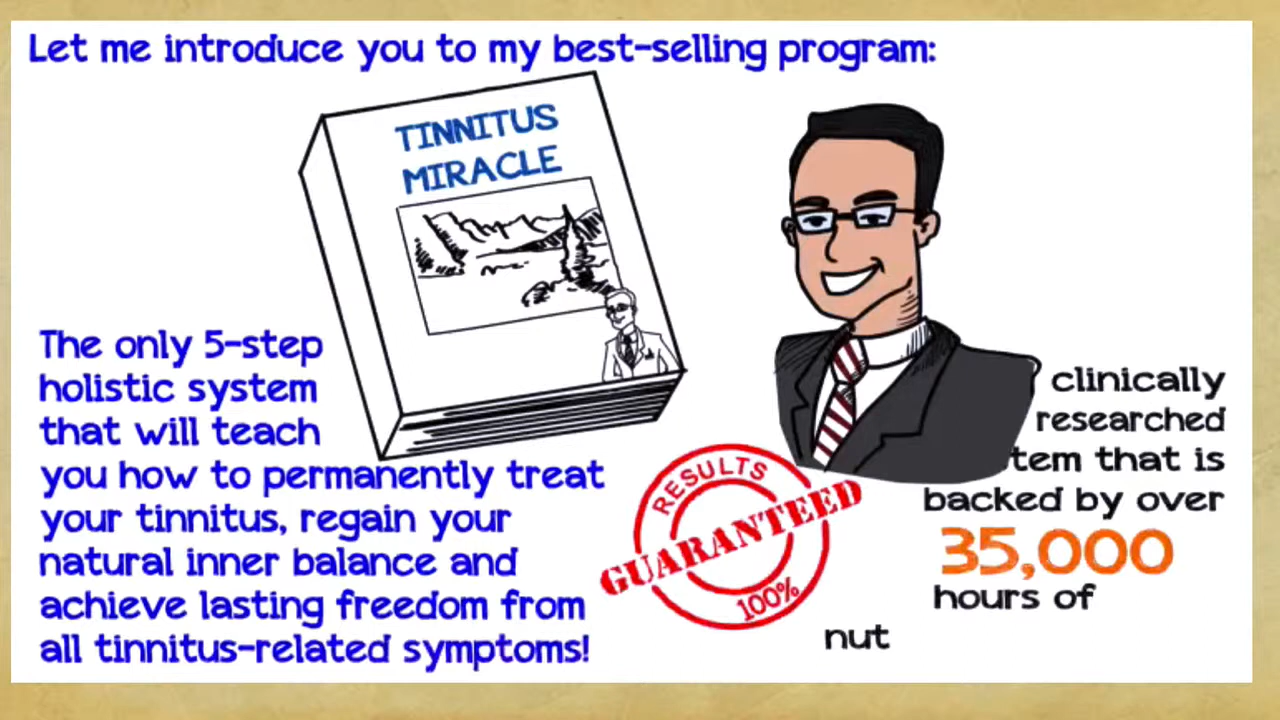 Let me introduce you to my best-selling program:
TINNITUS
MIRACLE
The only 5-step
holistic system
that will teach
you how to permanently treat
your tinnitus, regain your
natural inner balance and
achieve lasting freedom from
all tinnitus-related symptoms!
RESULTS
GUARANTEED
100%
clinically
researched
tem that is
backed by over
35,000
hours of
nut